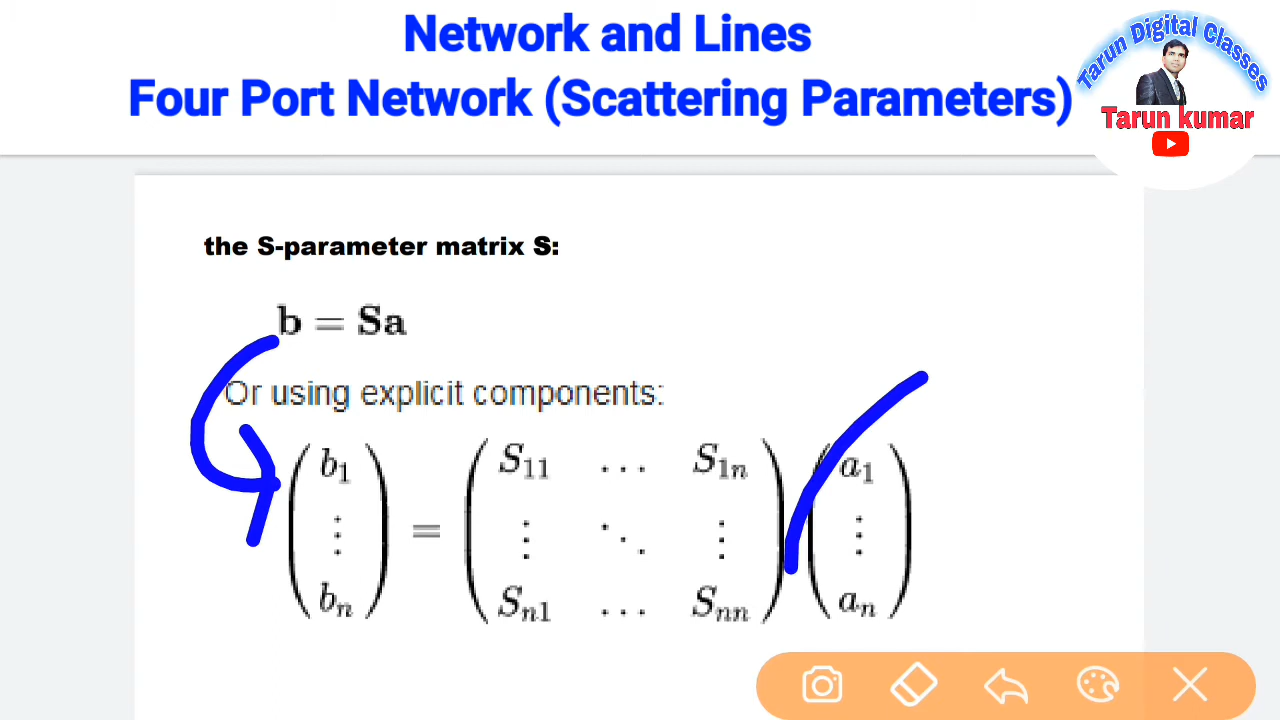 Network and Lines
Four Port Network (Scattering Parameters)
Tarun Digital Classes
Tarun kumar
the S-parameter matrix S:
b = Sa
Or using explicit components:
b₁ S₁₁ … S₁ₙ a₁
⋮ = ⋮ ⋱ ⋮ ⋮
bₙ Sₙ₁ … Sₙₙ aₙ